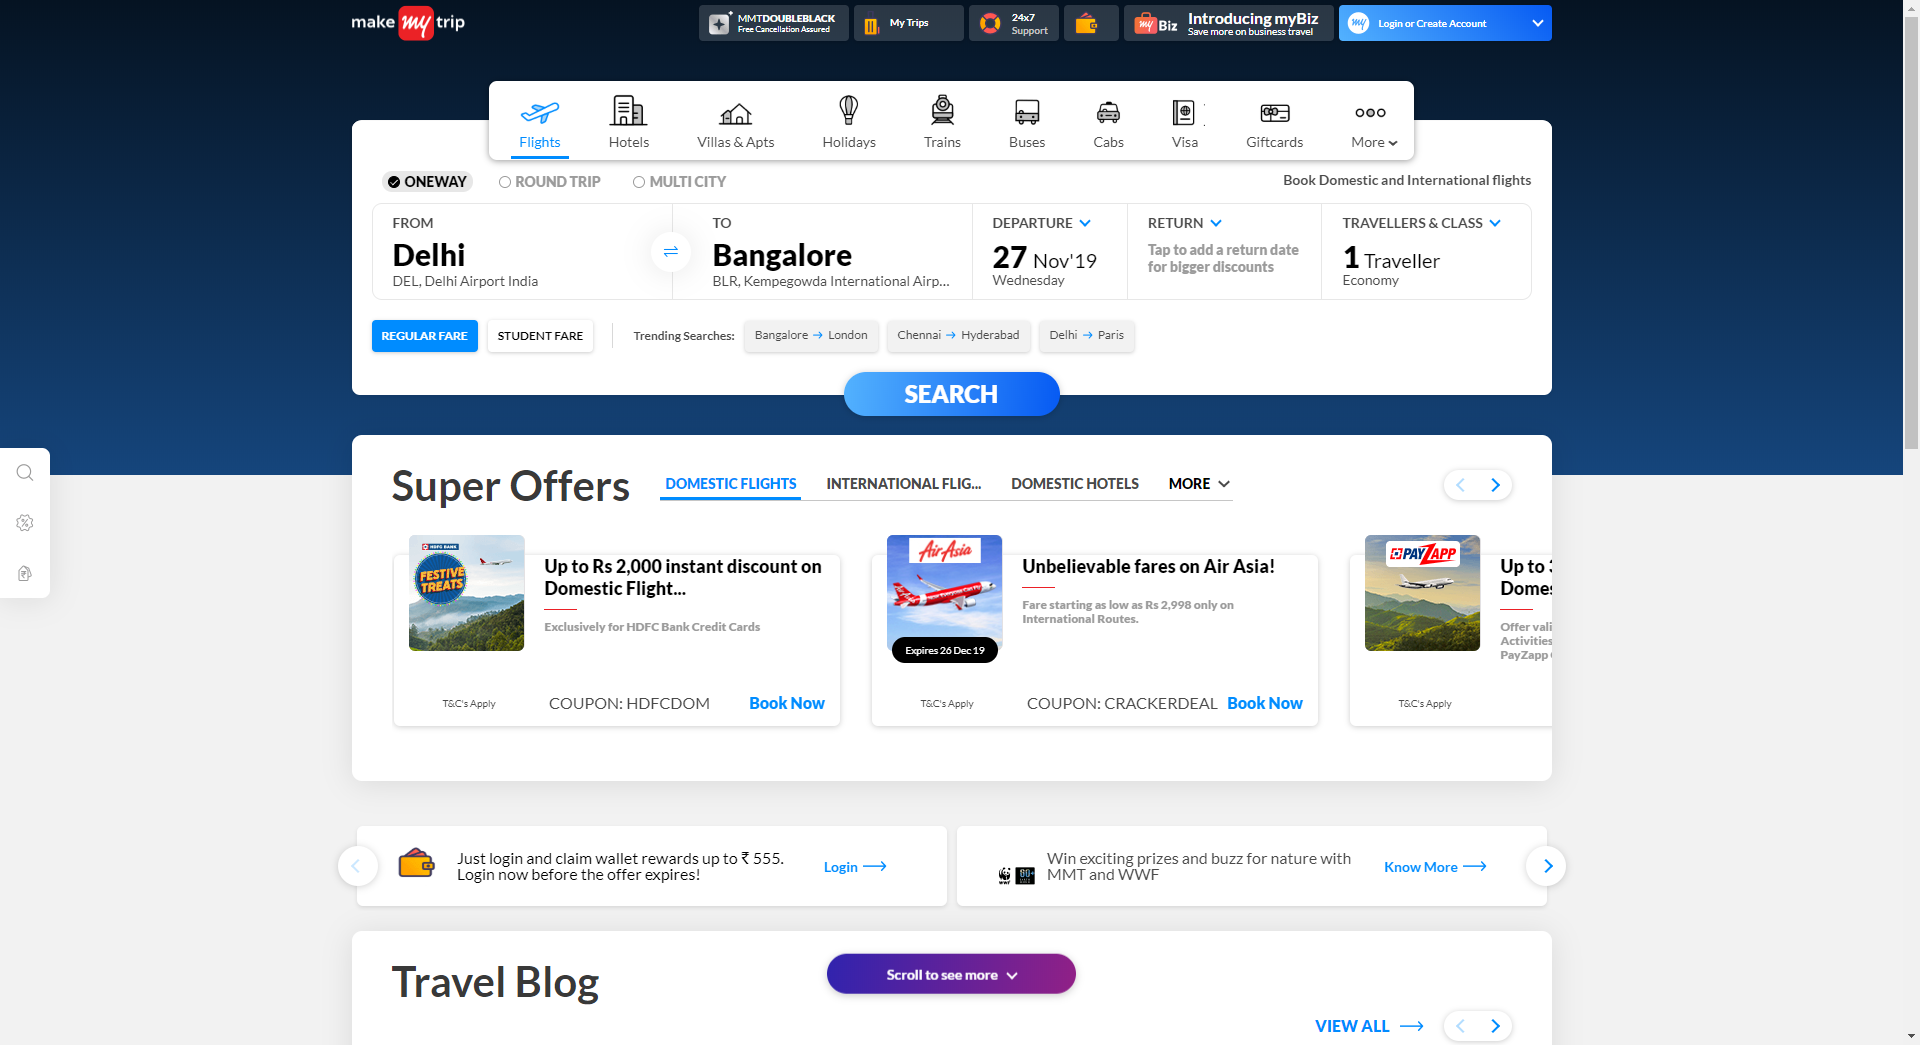 make my trip
MMTDOUBLEBLACK
Free Cancellation Assured
My Trips
24x7
Support
my Biz
Introducing myBiz
Save more on business travel
my
Login or Create Account
Flights
Hotels
Villas & Apts
Holidays
Trains
Buses
Cabs
Visa
Giftcards
More
ONEWAY
ROUND TRIP
MULTI CITY
Book Domestic and International flights
FROM
Delhi
DEL, Delhi Airport India
TO
Bangalore
BLR, Kempegowda International Airp...
DEPARTURE
27 Nov'19
Wednesday
RETURN
Tap to add a return date
for bigger discounts
TRAVELLERS & CLASS
1 Traveller
Economy
REGULAR FARE
STUDENT FARE
Trending Searches:
Bangalore → London
Chennai → Hyderabad
Delhi → Paris
SEARCH
Super Offers
DOMESTIC FLIGHTS
INTERNATIONAL FLIG...
DOMESTIC HOTELS
MORE
HDFC BANK
FESTIVE
TREATS
Up to Rs 2,000 instant discount on
Domestic Flight...
Exclusively for HDFC Bank Credit Cards
T&C's Apply
COUPON: HDFCDOM
Book Now
AirAsia
Expires 26 Dec 19
Unbelievable fares on Air Asia!
Fare starting as low as Rs 2,998 only on
International Routes.
T&C's Apply
COUPON: CRACKERDEAL
Book Now
PAYZAPP
Up to
Domes
Offer vali
Activities
PayZapp
T&C's Apply
Just login and claim wallet rewards up to ₹ 555.
Login now before the offer expires!
Login
WWF
Win exciting prizes and buzz for nature with
MMT and WWF
Know More
Travel Blog
Scroll to see more
VIEW ALL